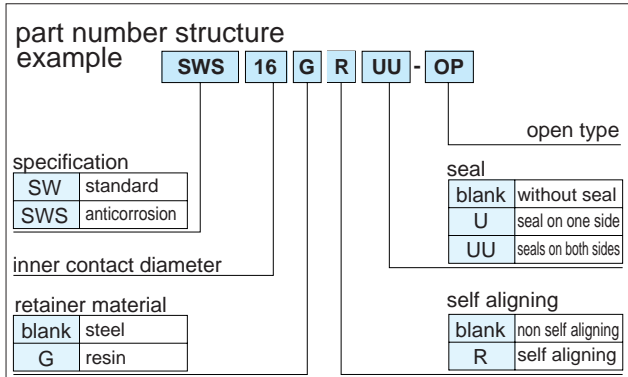 part number structure
example
SWS 16 G R UU - OP
open type
specification
SW standard
SWS anticorrosion
inner contact diameter
retainer material
blank steel
G resin
seal
blank without seal
U seal on one side
UU seals on both sides
self aligning
blank non self aligning
R self aligning